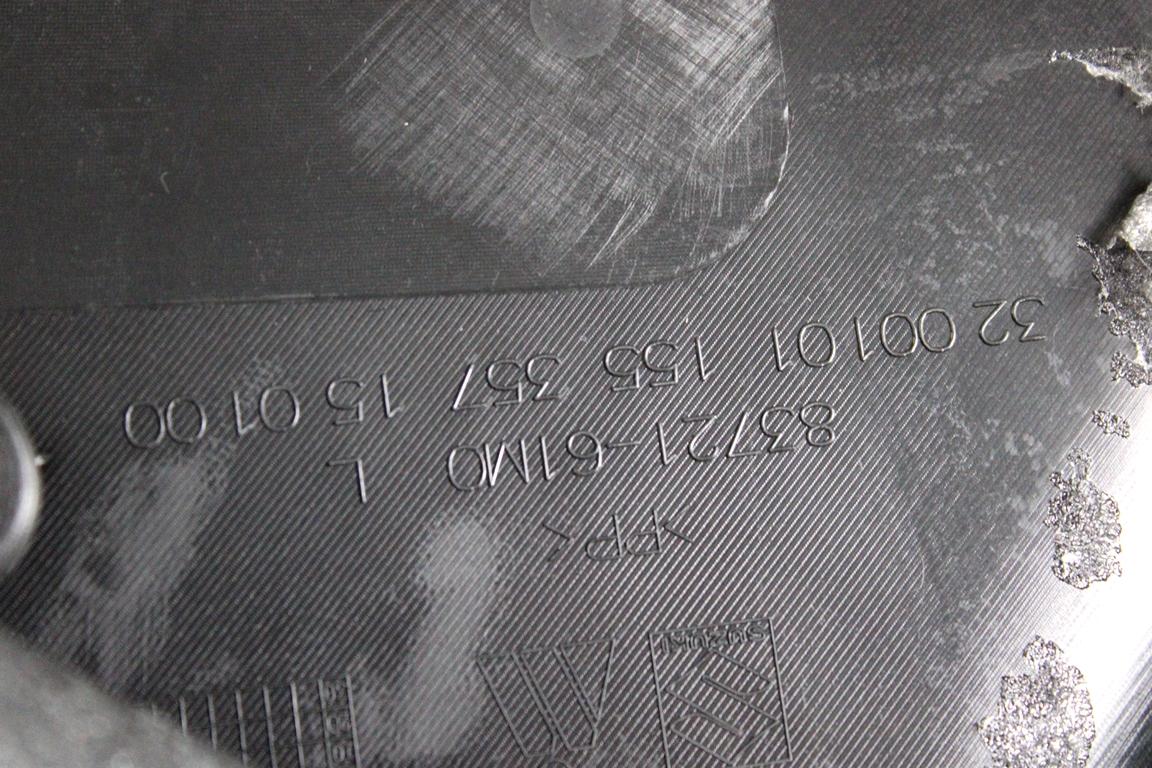 SUZUKI
>PP<
83721-61M0 L
32 001 01 155 357 15 01 00